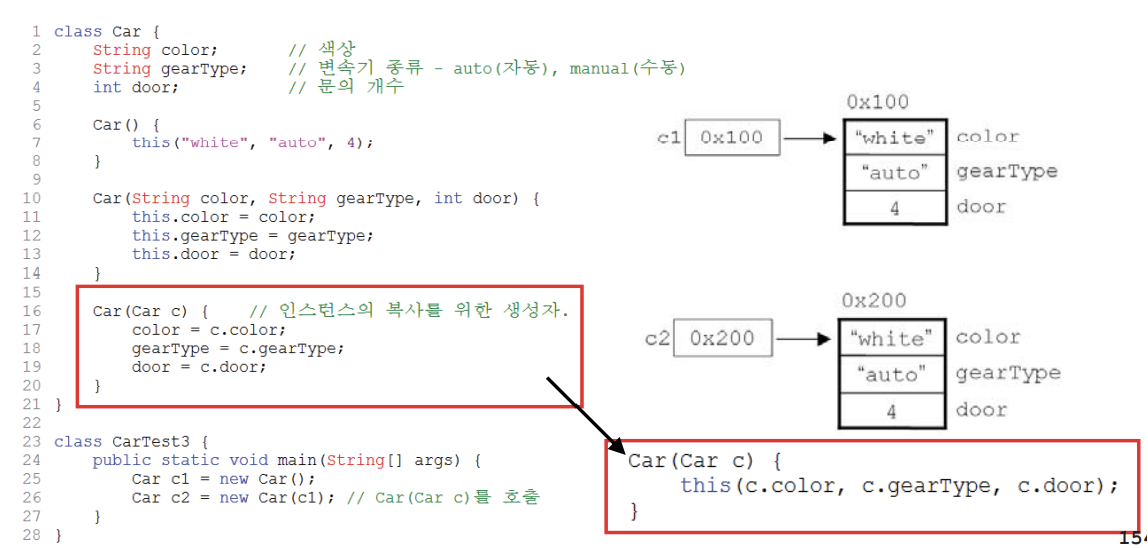 1 class Car {
2     String color;       // 색상
3     String gearType;    // 변속기 종류 - auto(자동), manual(수동)
4     int door;           // 문의 개수
5
6     Car() {
7         this("white", "auto", 4);
8     }
9
10     Car(String color, String gearType, int door) {
11         this.color = color;
12         this.gearType = gearType;
13         this.door = door;
14     }
15
16     Car(Car c) {    // 인스턴스의 복사를 위한 생성자.
17         color = c.color;
18         gearType = c.gearType;
19         door = c.door;
20     }
21 }
22
23 class CarTest3 {
24     public static void main(String[] args) {
25         Car c1 = new Car();
26         Car c2 = new Car(c1); // Car(Car c)를 호출
27     }
28 }
0x100
c1 0x100 "white" color
"auto" gearType
4 door
0x200
c2 0x200 "white" color
"auto" gearType
4 door
Car(Car c) {
    this(c.color, c.gearType, c.door);
}